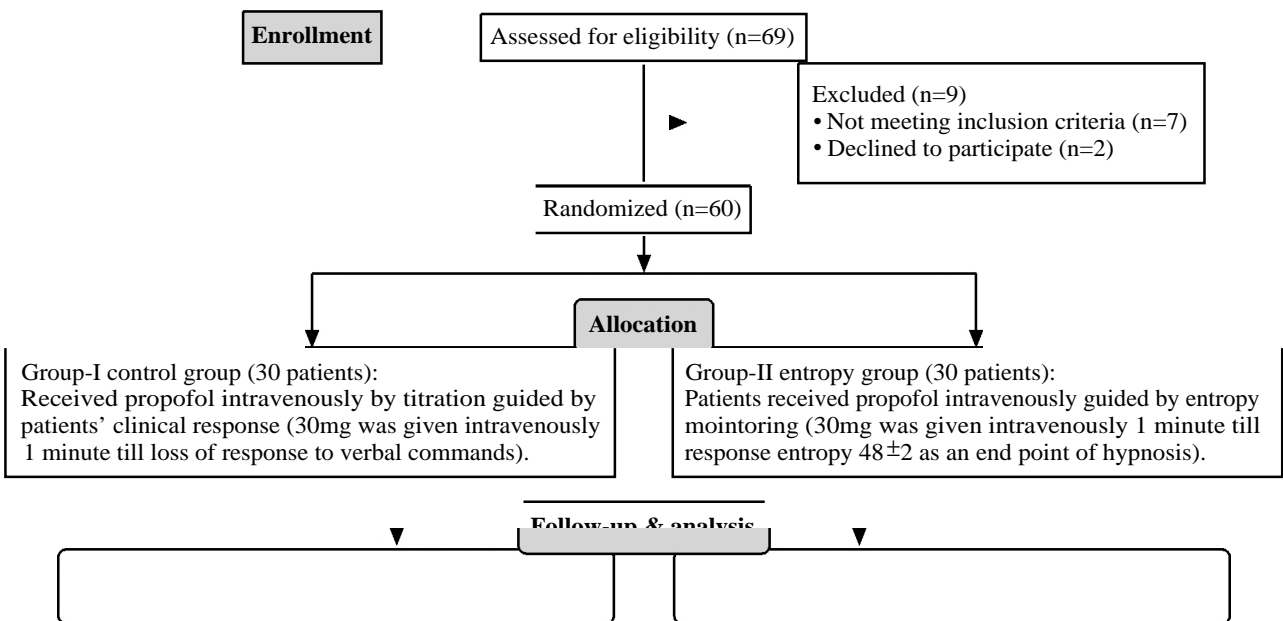 Enrollment
Assessed for eligibility (n=69)
Excluded (n=9)
• Not meeting inclusion criteria (n=7)
• Declined to participate (n=2)
Randomized (n=60)
Allocation
Group-I control group (30 patients):
Received propofol intravenously by titration guided by
patients' clinical response (30mg was given intravenously
1 minute till loss of response to verbal commands).
Group-II entropy group (30 patients):
Patients received propofol intravenously guided by entropy
mointoring (30mg was given intravenously 1 minute till
response entropy 48±2 as an end point of hypnosis).
Follow-up & analysis